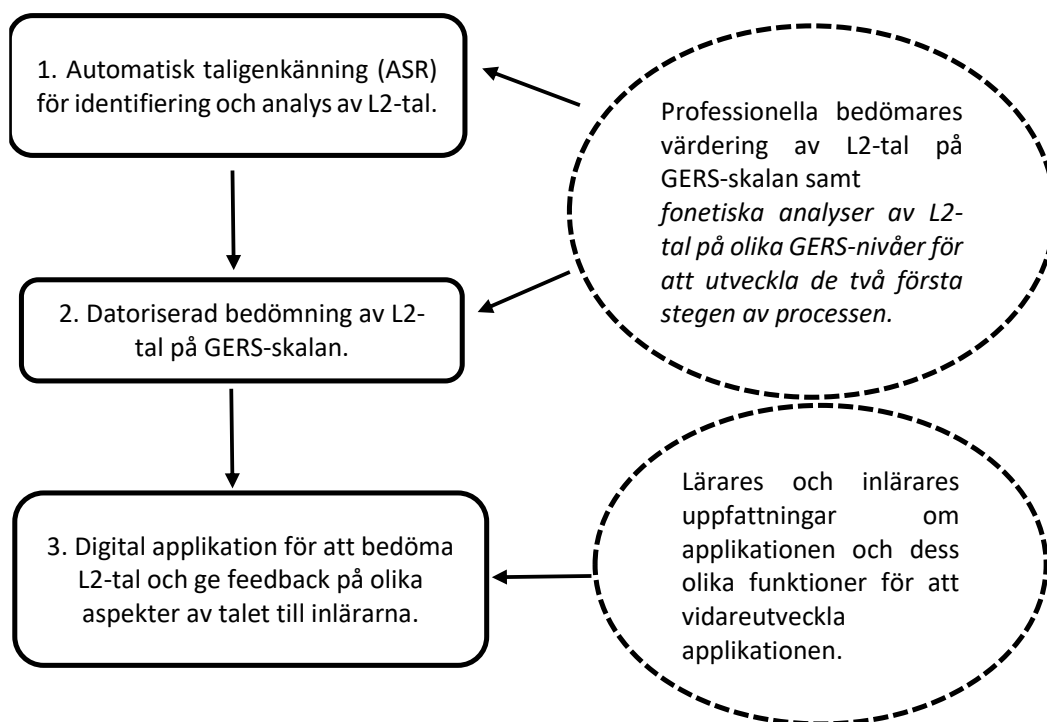 1. Automatisk taligenkänning (ASR)
för identifiering och analys av L2-tal.
Professionella bedömares
värdering av L2-tal på
GERS-skalan samt
fonetiska analyser av L2-
tal på olika GERS-nivåer för
att utveckla de två första
stegen av processen.
2. Datoriserad bedömning av L2-
tal på GERS-skalan.
3. Digital applikation för att bedöma
L2-tal och ge feedback på olika
aspekter av talet till inlärarna.
Lärares och inlärares
uppfattningar om
applikationen och dess
olika funktioner för att
vidareutveckla
applikationen.